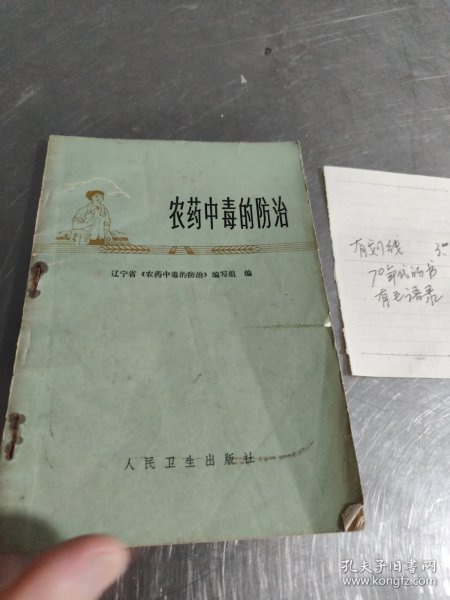 农药中毒的防治
辽宁省《农药中毒的防治》编写组 编
人民卫生出版社
有划线
70年代的书
有毛语录
孔夫子旧书网
www.kongfz.com